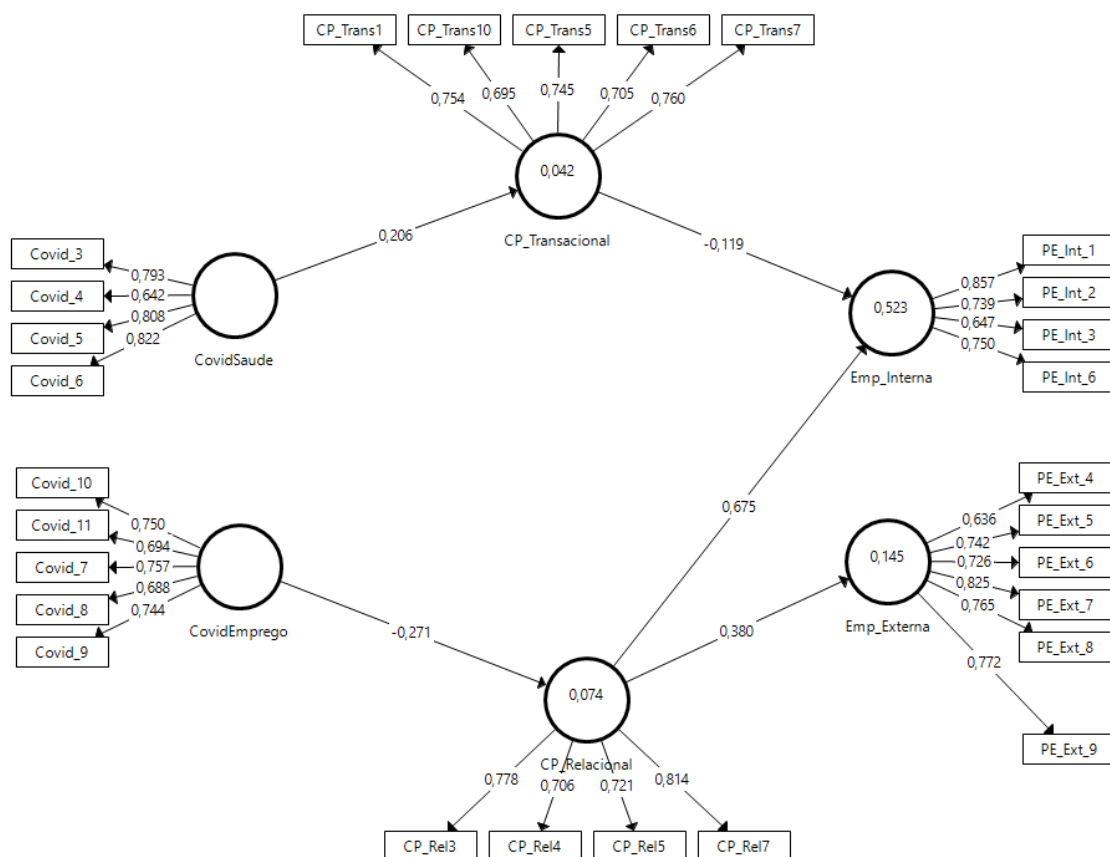 CP_Trans1 CP_Trans10 CP_Trans5 CP_Trans6 CP_Trans7
0,754 0,695 0,745 0,705 0,760
0,042
CP_Transacional
0,206
-0,119
Covid_3
Covid_4
Covid_5
Covid_6
0,793
0,642
0,808
0,822
CovidSaude
0,523
Emp_Interna
0,857
0,739
0,647
0,750
PE_Int_1
PE_Int_2
PE_Int_3
PE_Int_6
Covid_10
Covid_11
Covid_7
Covid_8
Covid_9
0,750
0,694
0,757
0,688
0,744
CovidEmprego
-0,271
0,675
0,380
0,145
Emp_Externa
0,636
0,742
0,726
0,825
0,765
0,772
PE_Ext_4
PE_Ext_5
PE_Ext_6
PE_Ext_7
PE_Ext_8
PE_Ext_9
0,074
CP_Relacional
0,778 0,706 0,721 0,814
CP_Rel3 CP_Rel4 CP_Rel5 CP_Rel7